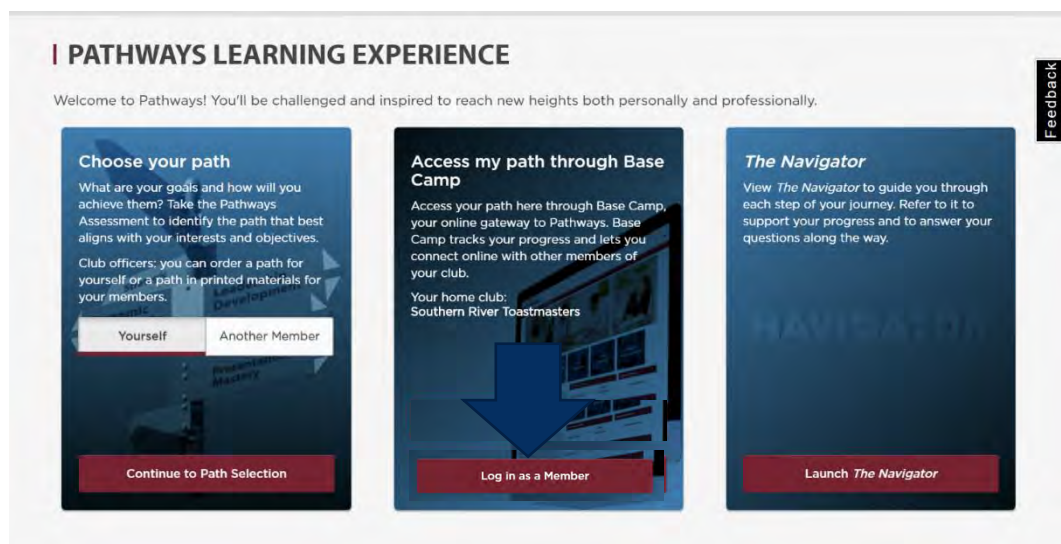 PATHWAYS LEARNING EXPERIENCE
Welcome to Pathways! You'll be challenged and inspired to reach new heights both personally and professionally.
Feedback
Choose your path
What are your goals and how will you
achieve them? Take the Pathways
Assessment to identify the path that best
aligns with your interests and objectives.
Club officers: you can order a path for
yourself or a path in printed materials for
your members.
Development
Yourself
Another Member
Presentation
Mastery
Continue to Path Selection
Access my path through Base
Camp
Access your path here through Base Camp,
your online gateway to Pathways. Base
Camp tracks your progress and lets you
connect online with other members of
your club.
Your home club:
Southern River Toastmasters
Log in as a Member
The Navigator
View The Navigator to guide you through
each step of your journey. Refer to it to
support your progress and to answer your
questions along the way.
NAVIGATOR
Launch The Navigator